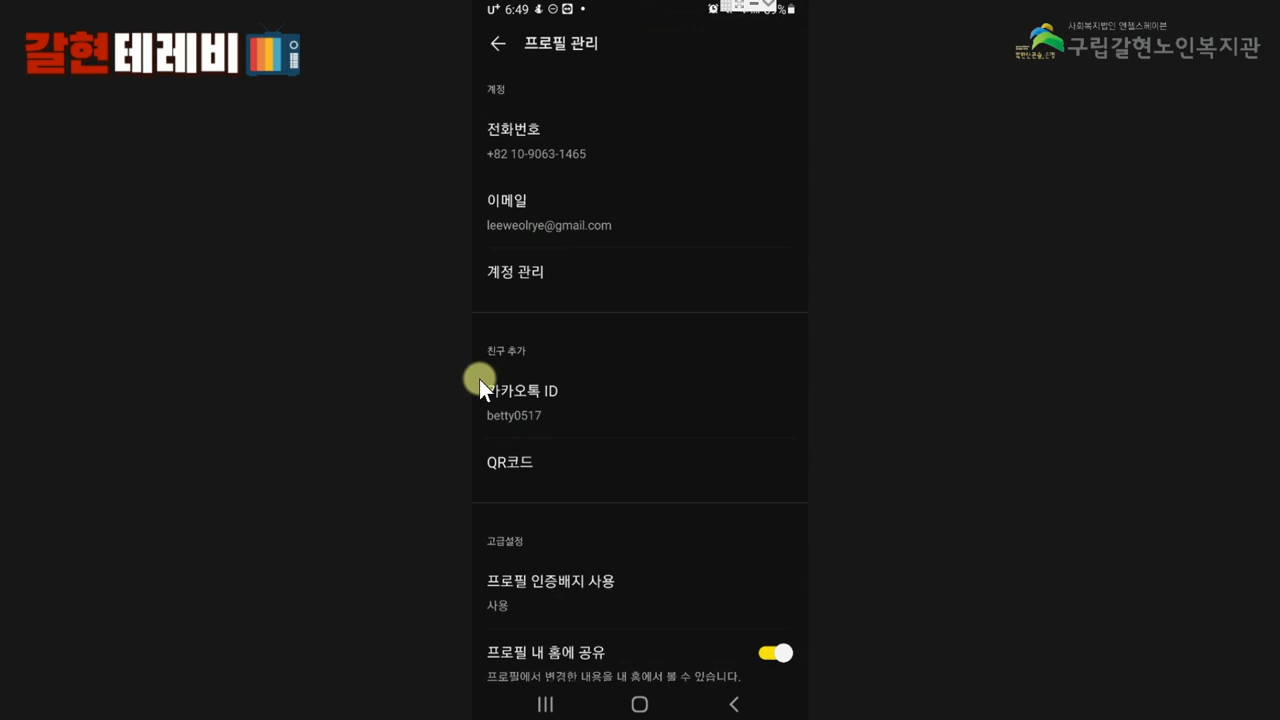 갈현테레비
사회복지법인 엔젤스헤이븐
구립갈현노인복지관
U+ 6:49
프로필 관리
계정
전화번호
+82 10-9063-1465
이메일
leeweolrye@gmail.com
계정 관리
친구 추가
카카오톡 ID
betty0517
QR코드
고급설정
프로필 인증배지 사용
사용
프로필 내 홈에 공유
프로필에서 변경한 내용을 내 홈에서 볼 수 있습니다.